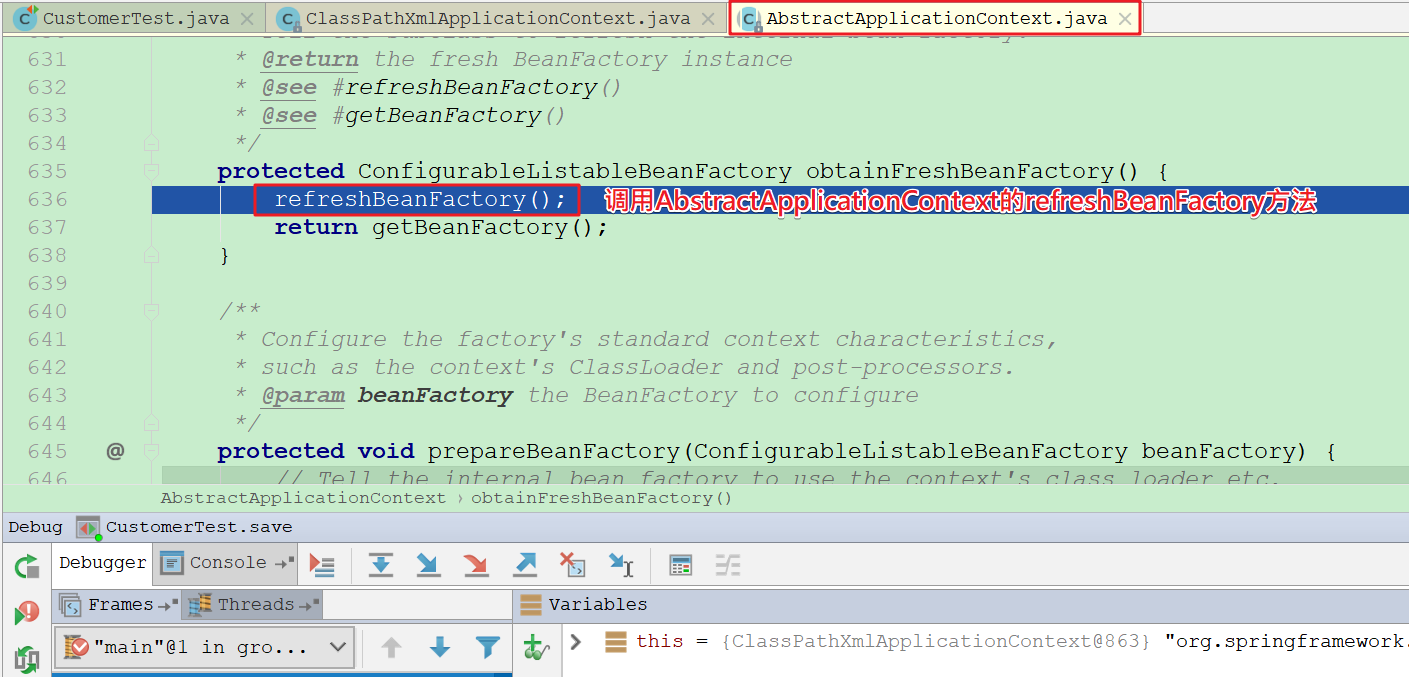 CustomerTest.java
ClassPathXmlApplicationContext.java
AbstractApplicationContext.java
631 * @return the fresh BeanFactory instance
632 * @see #refreshBeanFactory()
633 * @see #getBeanFactory()
634 */
635 protected ConfigurableListableBeanFactory obtainFreshBeanFactory() {
636 refreshBeanFactory(); 调用AbstractApplicationContext的refreshBeanFactory方法
637 return getBeanFactory();
638 }
639
640 /**
641 * Configure the factory's standard context characteristics,
642 * such as the context's ClassLoader and post-processors.
643 * @param beanFactory the BeanFactory to configure
644 */
645 @ protected void prepareBeanFactory(ConfigurableListableBeanFactory beanFactory) {
646 // Tell the internal bean factory to use the context's class loader etc.
AbstractApplicationContext › obtainFreshBeanFactory()
Debug CustomerTest.save
Debugger Console
Frames Threads Variables
"main"@1 in gro... this = {ClassPathXmlApplicationContext@863} "org.springframework.